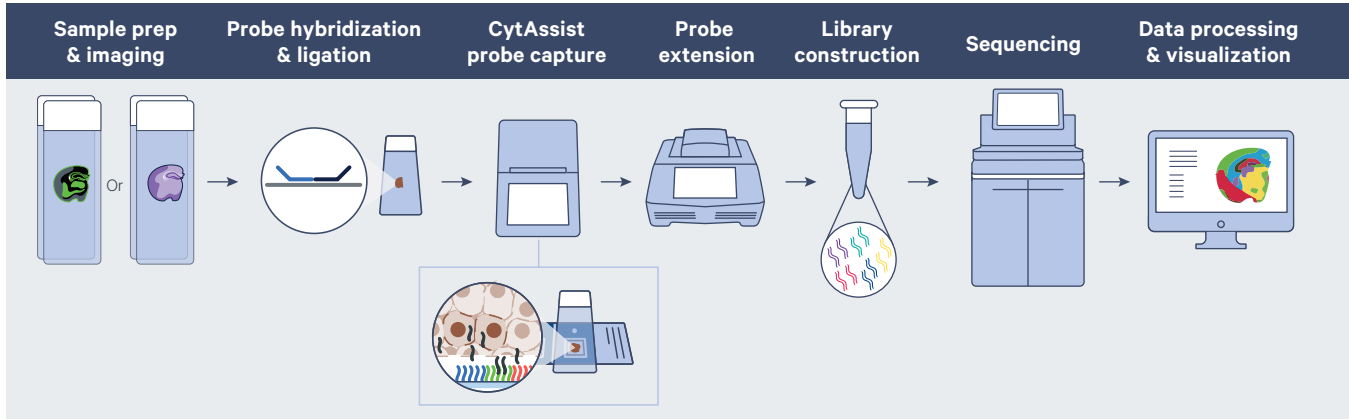 Sample prep
& imaging
Probe hybridization
& ligation
CytAssist
probe capture
Probe
extension
Library
construction
Sequencing
Data processing
& visualization
Or